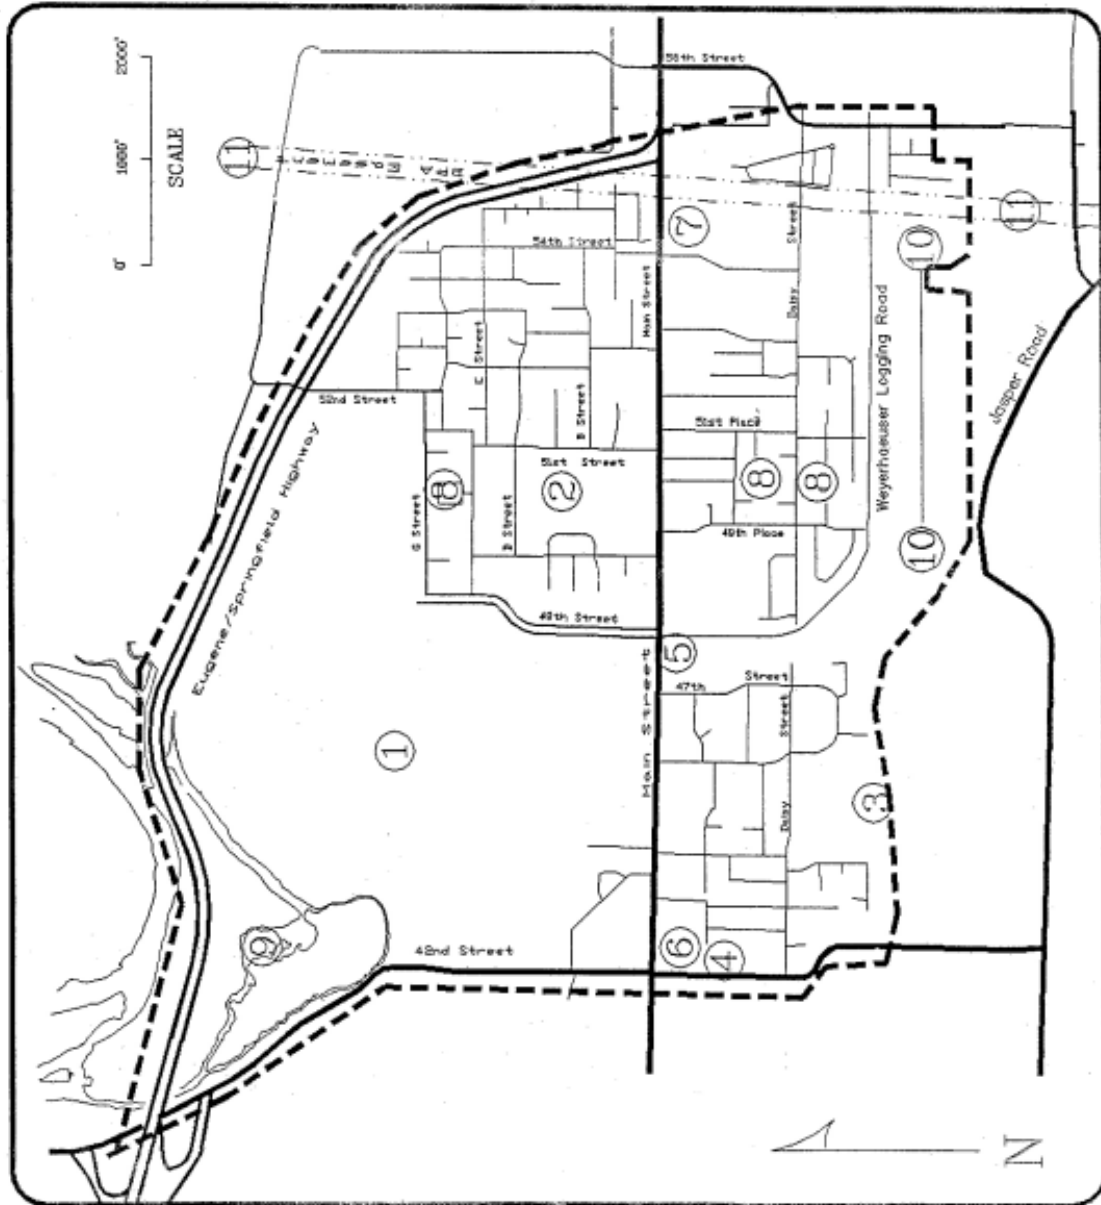 2000'
1000'
0'
SCALE
11
56th Street
Eugene/Springfield Highway
54th Street
7
Main Street
Street
Daisy
11
10
52nd Street
C Street
B Street
51st Place
Weyerhaeuser Logging Road
Jasper Road
G Street
8
D Street
51st Street
2
8
8
49th Place
10
48th Street
5
47th
Street
1
Main Street
Street
Daisy
3
9
42nd Street
6
4
N